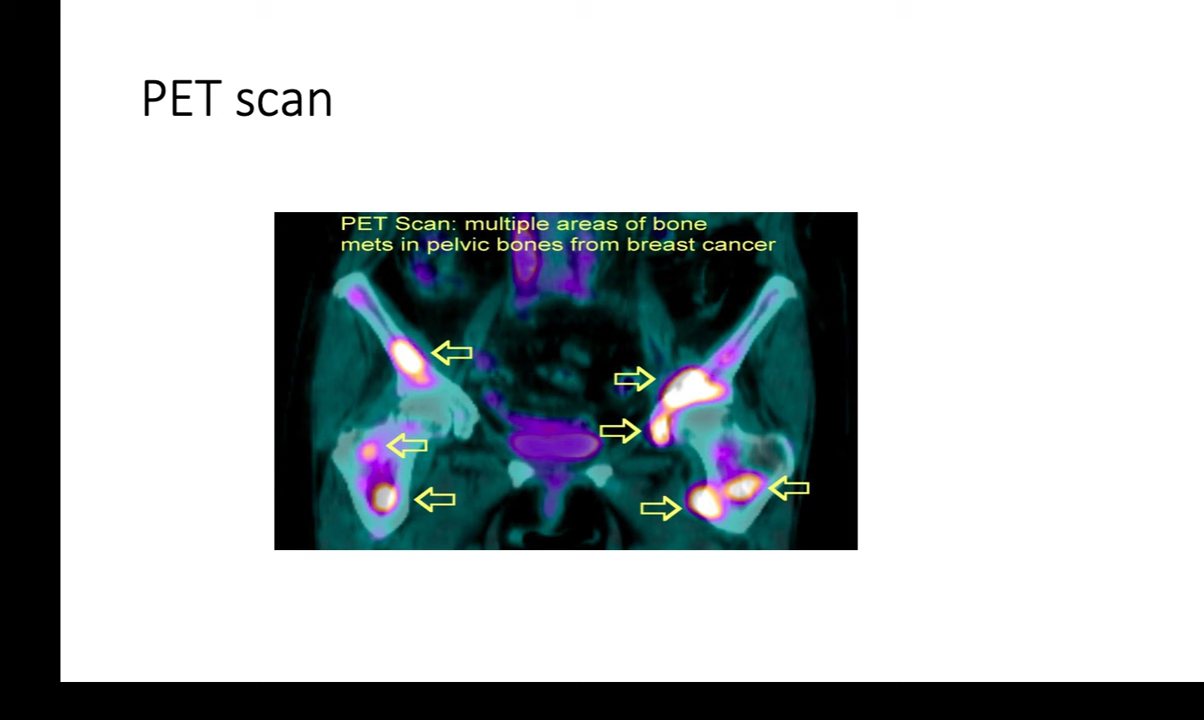 PET scan
PET Scan: multiple areas of bone
mets in pelvic bones from breast cancer